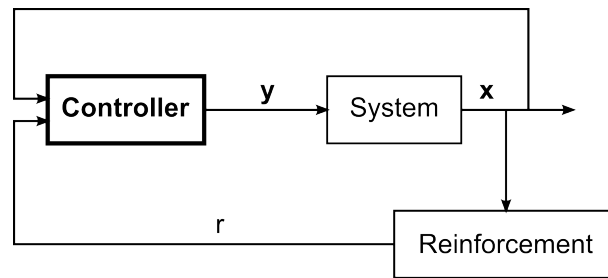 Controller
y
System
x
r
Reinforcement